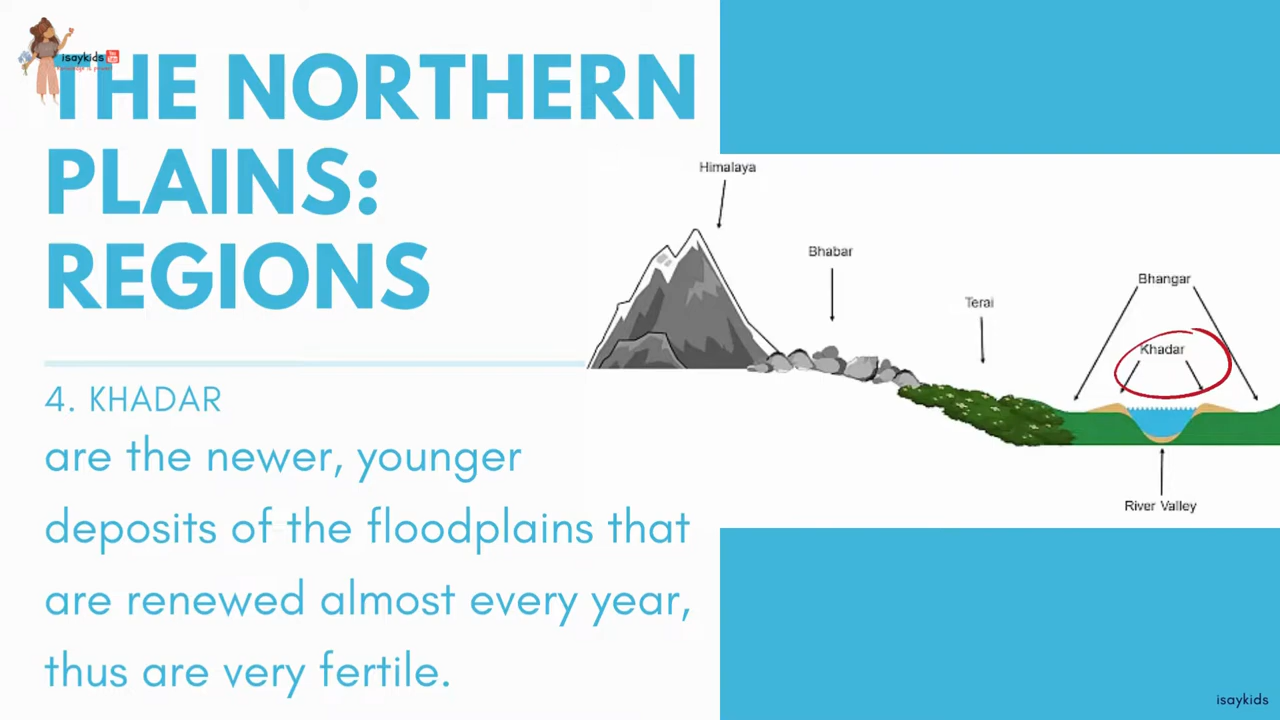 isaykids
THE NORTHERN
PLAINS:
REGIONS
4. KHADAR
are the newer, younger
deposits of the floodplains that
are renewed almost every year,
thus are very fertile.
Himalaya
Bhabar
Terai
Bhangar
Khadar
River Valley
isaykids